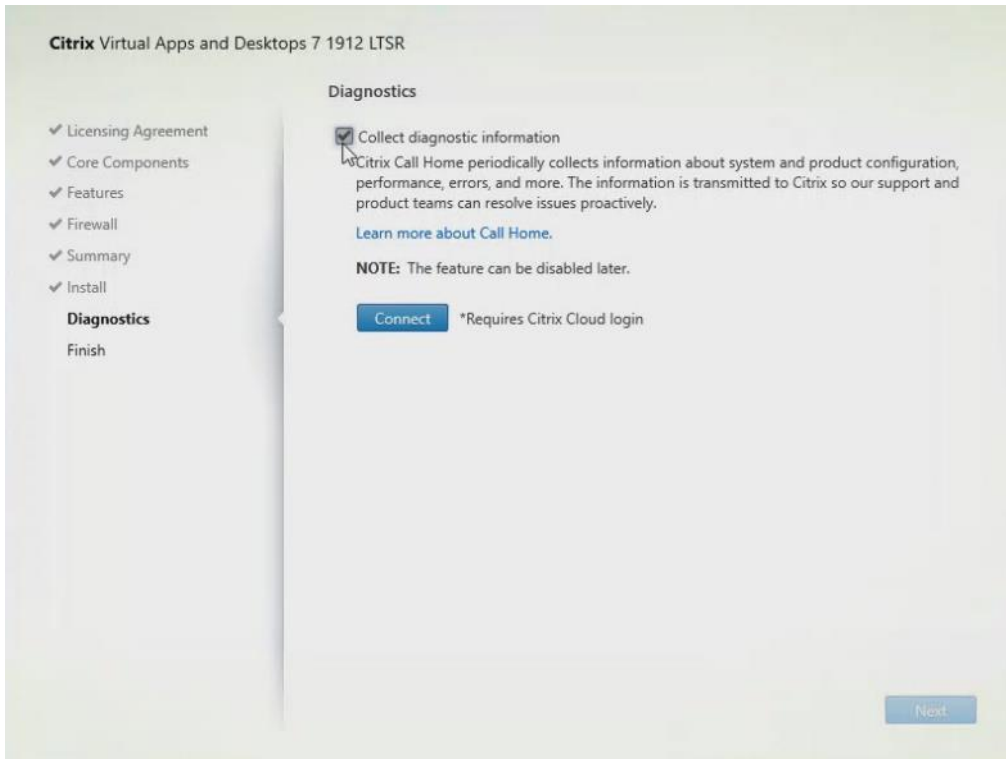 Citrix Virtual Apps and Desktops 7 1912 LTSR
Diagnostics
Licensing Agreement
Core Components
Features
Firewall
Summary
Install
Diagnostics
Finish
Collect diagnostic information
Citrix Call Home periodically collects information about system and product configuration,
performance, errors, and more. The information is transmitted to Citrix so our support and
product teams can resolve issues proactively.
Learn more about Call Home.
NOTE: The feature can be disabled later.
Connect *Requires Citrix Cloud login
Next